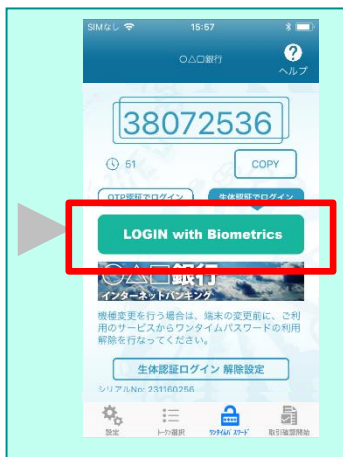 SIMなし 15:57
○△□銀行
?
ヘルプ
38072536
51 COPY
OTP認証でログイン 生体認証でログイン
LOGIN with Biometrics
○△□銀行
インターネットバンキング
機種変更を行う場合は、端末の変更前に、ご利
用のサービスからワンタイムパスワードの利用
解除を行なってください。
生体認証ログイン 解除設定
シリアルNo: 231160256
設定 トークン選択 ワンタイムパスワード 取引確認開始